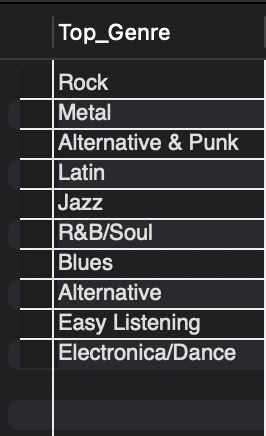 Top_Genre
Rock
Metal
Alternative & Punk
Latin
Jazz
R&B/Soul
Blues
Alternative
Easy Listening
Electronica/Dance